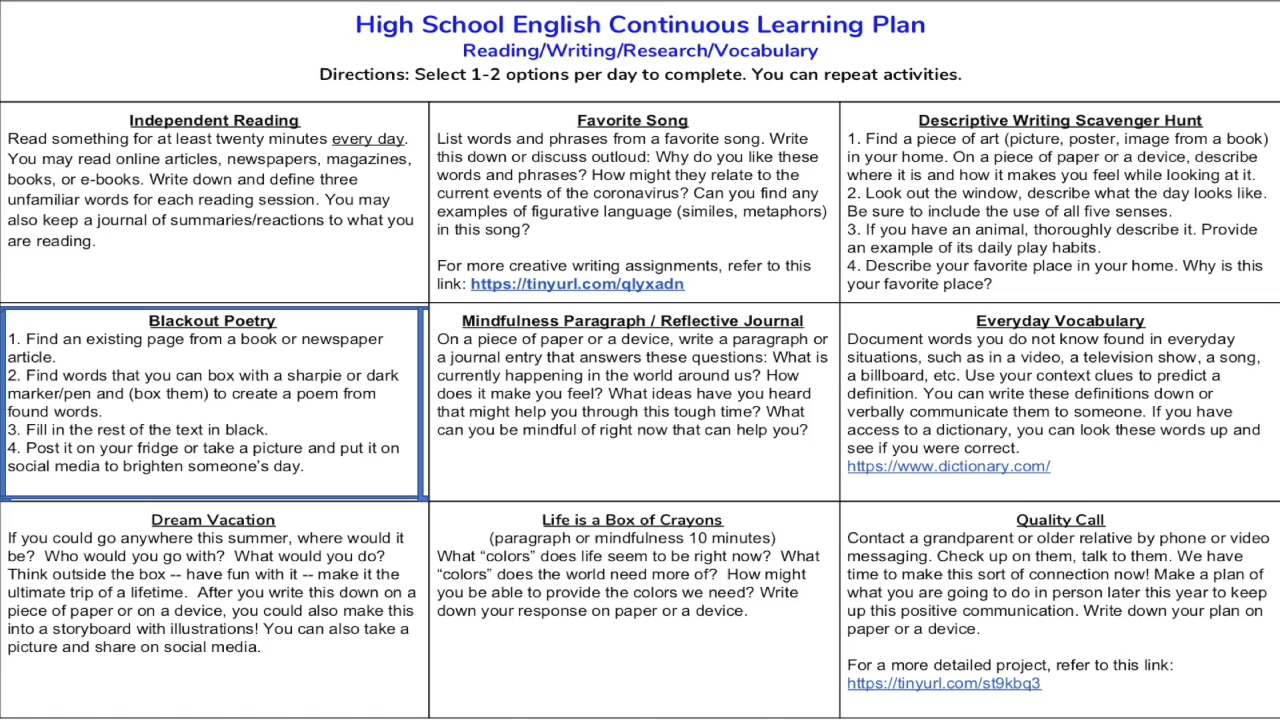 High School English Continuous Learning Plan
Reading/Writing/Research/Vocabulary
Directions: Select 1-2 options per day to complete. You can repeat activities.
Independent Reading
Read something for at least twenty minutes every day.
You may read online articles, newspapers, magazines,
books, or e-books. Write down and define three
unfamiliar words for each reading session. You may
also keep a journal of summaries/reactions to what you
are reading.
Favorite Song
List words and phrases from a favorite song. Write
this down or discuss outloud: Why do you like these
words and phrases? How might they relate to the
current events of the coronavirus? Can you find any
examples of figurative language (similes, metaphors)
in this song?
For more creative writing assignments, refer to this
link: https://tinyurl.com/qlyxadn
Descriptive Writing Scavenger Hunt
1. Find a piece of art (picture, poster, image from a book)
in your home. On a piece of paper or a device, describe
where it is and how it makes you feel while looking at it.
2. Look out the window, describe what the day looks like.
Be sure to include the use of all five senses.
3. If you have an animal, thoroughly describe it. Provide
an example of its daily play habits.
4. Describe your favorite place in your home. Why is this
your favorite place?
Blackout Poetry
1. Find an existing page from a book or newspaper
article.
2. Find words that you can box with a sharpie or dark
marker/pen and (box them) to create a poem from
found words.
3. Fill in the rest of the text in black.
4. Post it on your fridge or take a picture and put it on
social media to brighten someone's day.
Mindfulness Paragraph / Reflective Journal
On a piece of paper or a device, write a paragraph or
a journal entry that answers these questions: What is
currently happening in the world around us? How
does it make you feel? What ideas have you heard
that might help you through this tough time? What
can you be mindful of right now that can help you?
Everyday Vocabulary
Document words you do not know found in everyday
situations, such as in a video, a television show, a song,
a billboard, etc. Use your context clues to predict a
definition. You can write these definitions down or
verbally communicate them to someone. If you have
access to a dictionary, you can look these words up and
see if you were correct.
https://www.dictionary.com/
Dream Vacation
If you could go anywhere this summer, where would it
be? Who would you go with? What would you do?
Think outside the box -- have fun with it -- make it the
ultimate trip of a lifetime. After you write this down on a
piece of paper or on a device, you could also make this
into a storyboard with illustrations! You can also take a
picture and share on social media.
Life is a Box of Crayons
(paragraph or mindfulness 10 minutes)
What “colors” does life seem to be right now? What
“colors” does the world need more of? How might
you be able to provide the colors we need? Write
down your response on paper or a device.
Quality Call
Contact a grandparent or older relative by phone or video
messaging. Check up on them, talk to them. We have
time to make this sort of connection now! Make a plan of
what you are going to do in person later this year to keep
up this positive communication. Write down your plan on
paper or a device.
For a more detailed project, refer to this link:
https://tinyurl.com/st9kbq3